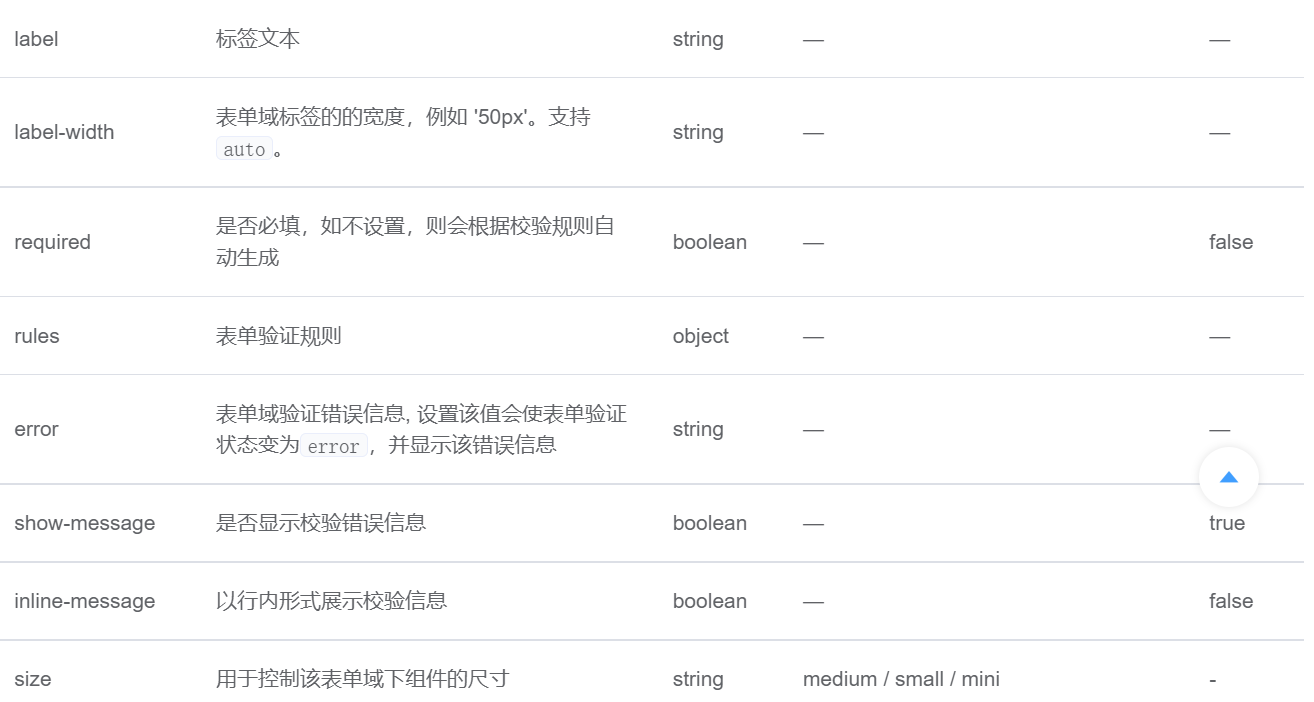 label 标签文本 string — —
表单域标签的的宽度，例如 '50px'。支持
label-width string — —
auto 。
是否必填，如不设置，则会根据校验规则自
required boolean — false
动生成
rules 表单验证规则 object — —
表单域验证错误信息, 设置该值会使表单验证
error string — —
状态变为 error ，并显示该错误信息
show-message 是否显示校验错误信息 boolean — true
inline-message 以行内形式展示校验信息 boolean — false
size 用于控制该表单域下组件的尺寸 string medium / small / mini -